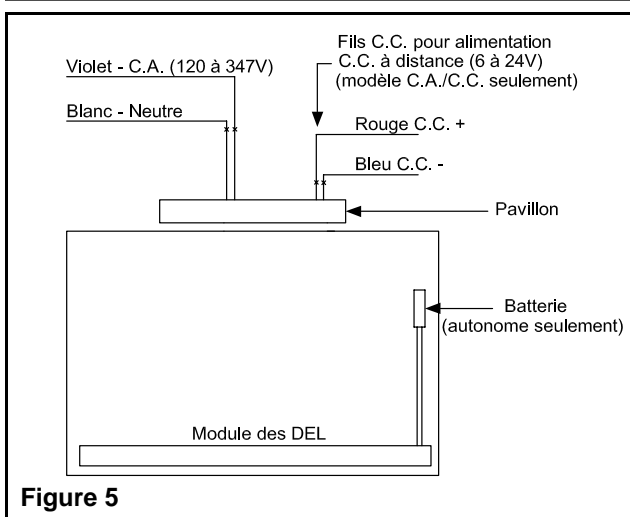 Fils C.C. pour alimentation
C.C. à distance (6 à 24V)
(modèle C.A./C.C. seulement)
Violet - C.A. (120 à 347V)
Blanc - Neutre
Rouge C.C. +
Bleu C.C. -
Pavillon
Batterie
(autonome seulement)
Module des DEL
Figure 5